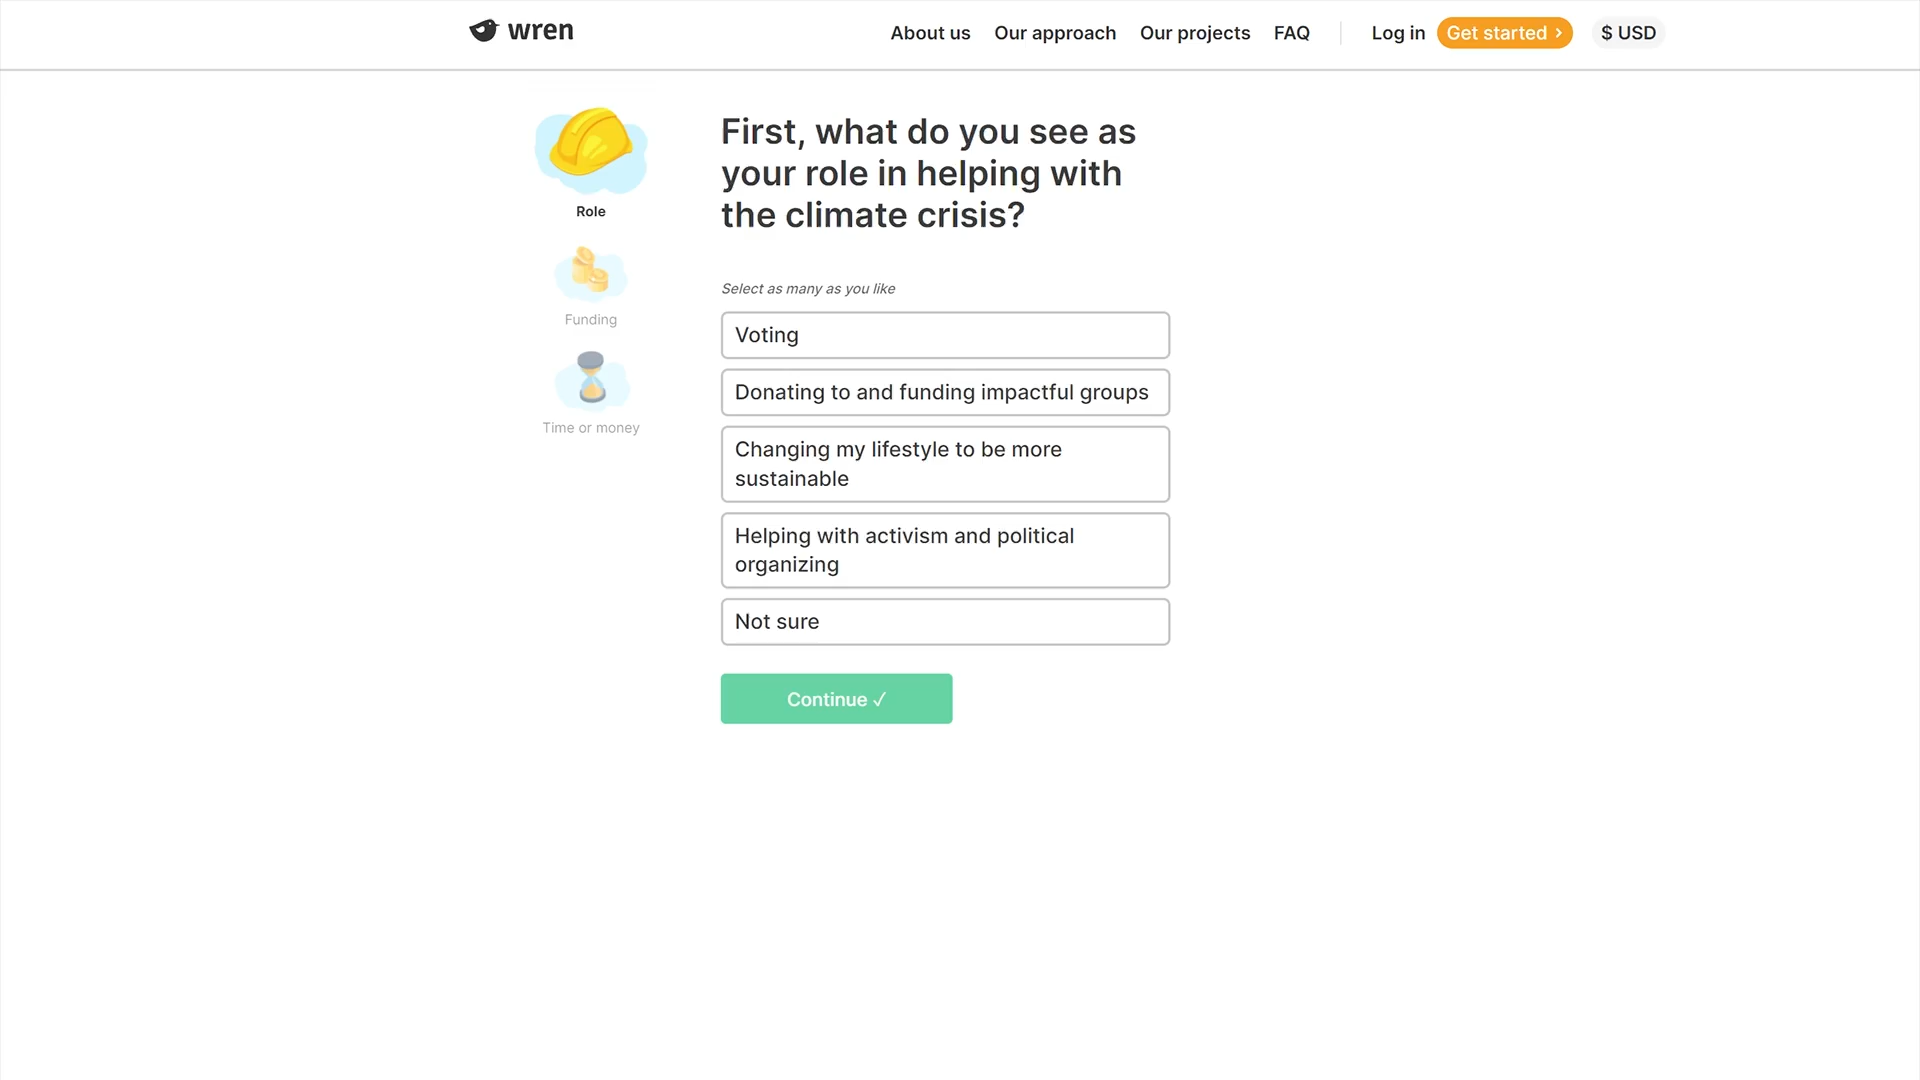 wren
About us
Our approach
Our projects
FAQ
Log in
Get started ›
$ USD
Role
Funding
Time or money
First, what do you see as
your role in helping with
the climate crisis?
Select as many as you like
Voting
Donating to and funding impactful groups
Changing my lifestyle to be more
sustainable
Helping with activism and political
organizing
Not sure
Continue ✓